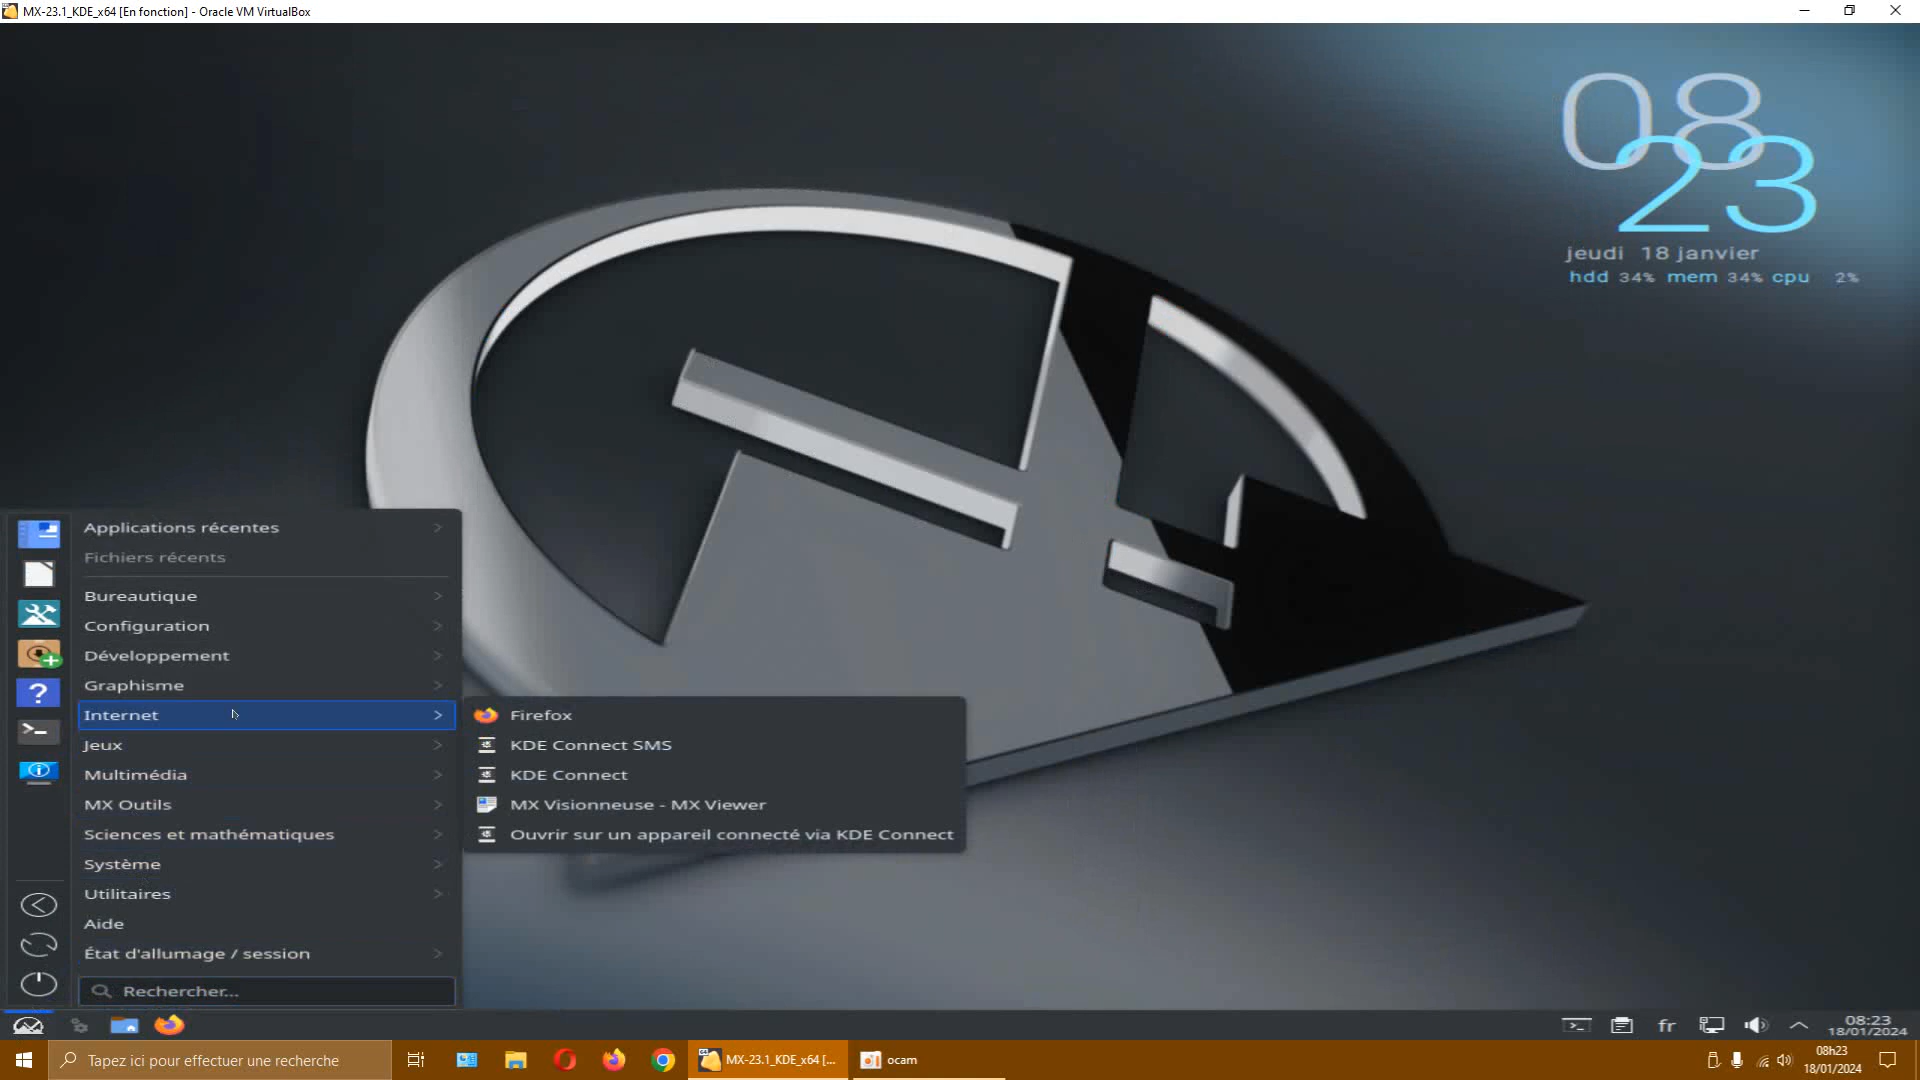 MX-23.1_KDE_x64 [En fonction] - Oracle VM VirtualBox
08
23
jeudi 18 janvier
hdd 34% mem 34% cpu 2%
Applications récentes
Fichiers récents
Bureautique
Configuration
Développement
Graphisme
Internet
Jeux
Multimédia
MX Outils
Sciences et mathématiques
Système
Utilitaires
Aide
État d'allumage / session
Rechercher...
Firefox
KDE Connect SMS
KDE Connect
MX Visionneuse - MX Viewer
Ouvrir sur un appareil connecté via KDE Connect
fr
08:23
18/01/2024
Tapez ici pour effectuer une recherche
MX-23.1_KDE_x64 [...
ocam
08h23
18/01/2024